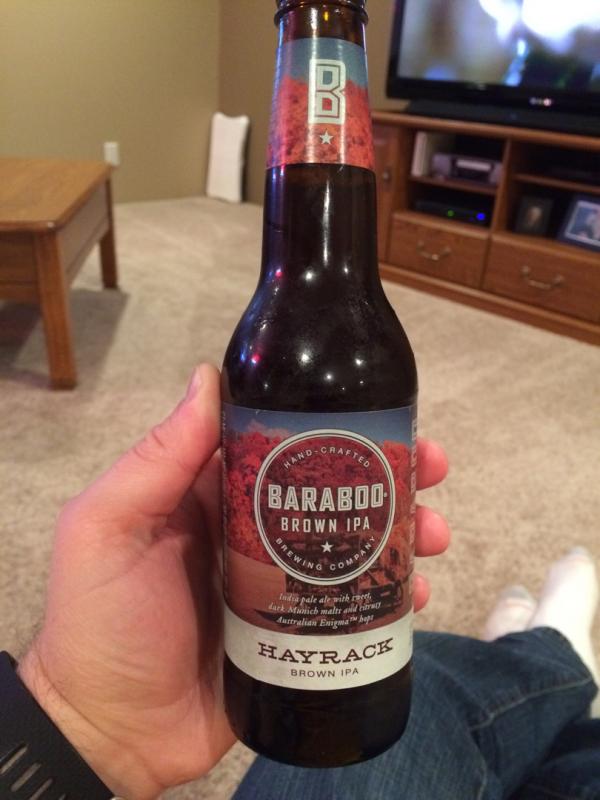 B
HAND-CRAFTED
BARABOO
BROWN IPA
BREWING COMPANY
India pale ale with sweet,
dark Munich malts and citrusy
Australian Enigma™ hops
HAYRACK
BROWN IPA